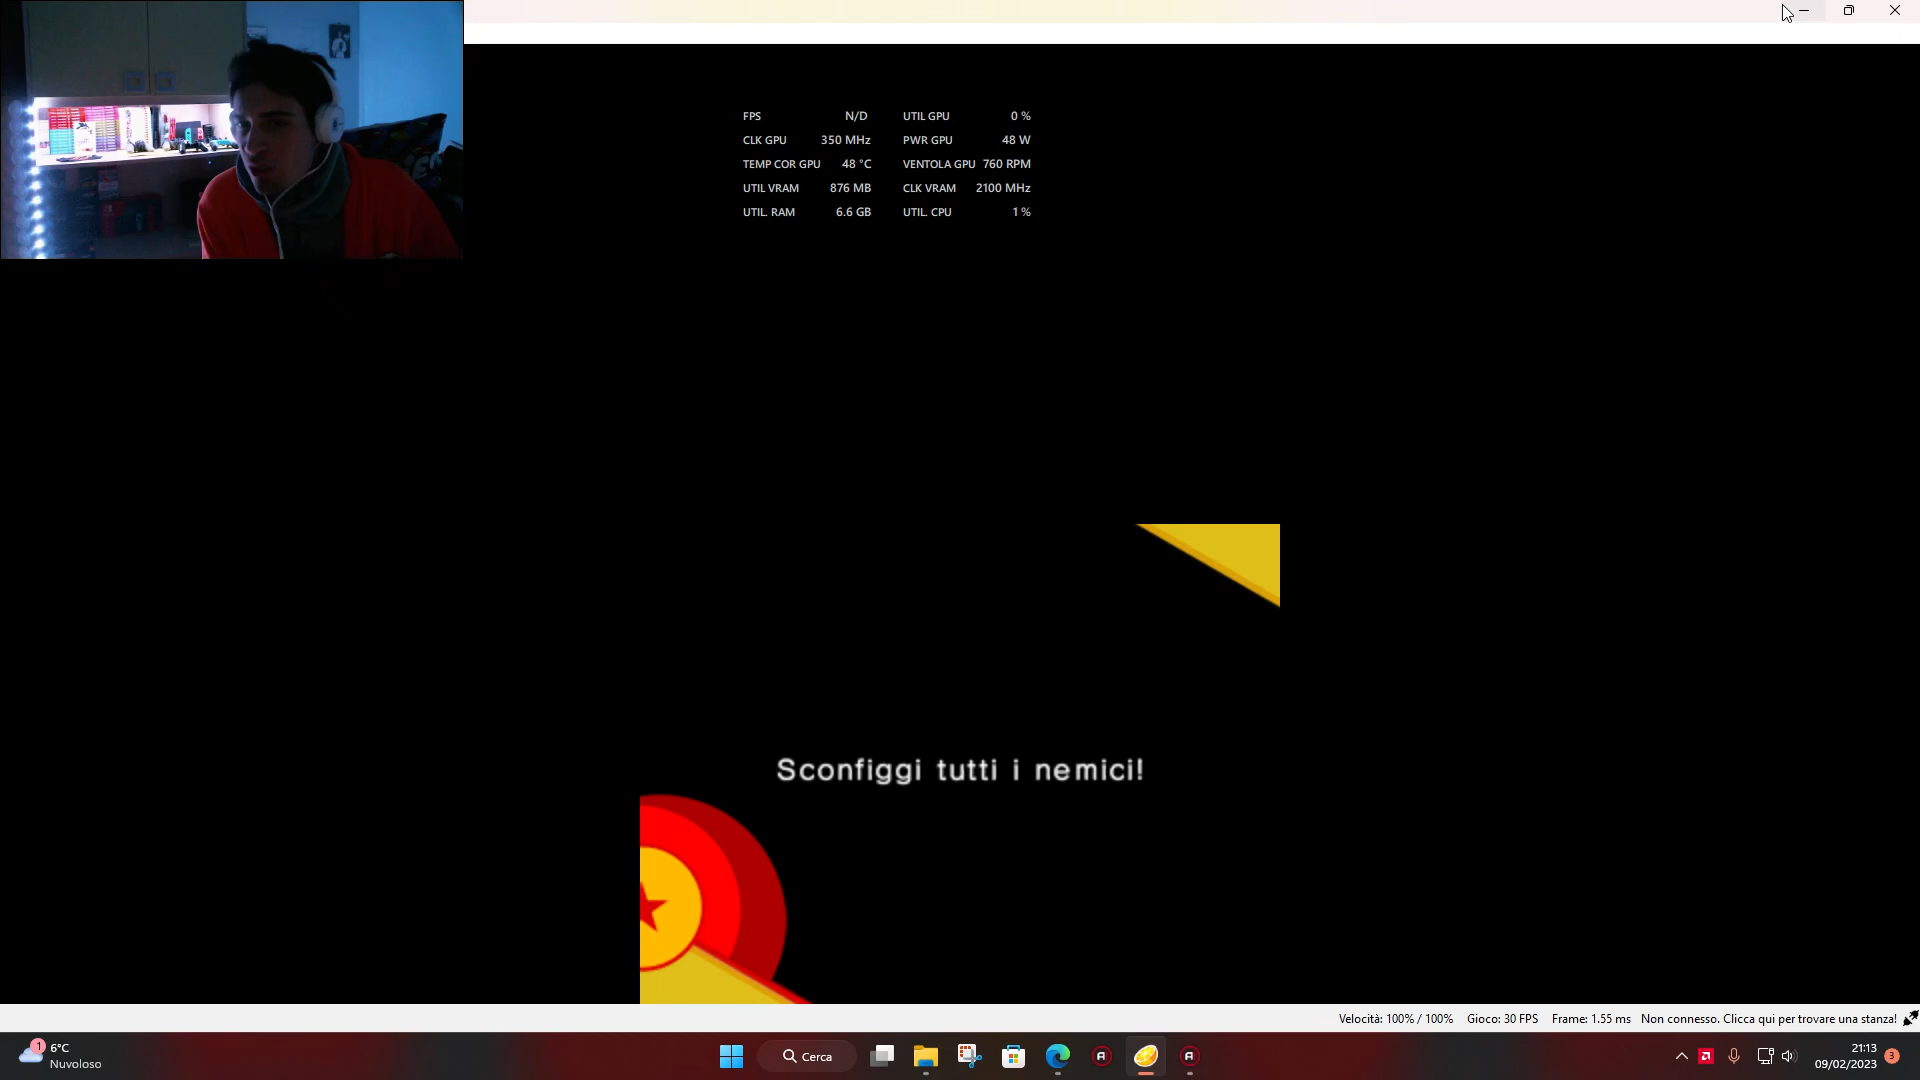 FPS N/D UTIL GPU 0 %
CLK GPU 350 MHz PWR GPU 48 W
TEMP COR GPU 48 °C VENTOLA GPU 760 RPM
UTIL VRAM 876 MB CLK VRAM 2100 MHz
UTIL. RAM 6.6 GB UTIL. CPU 1 %
Sconfiggi tutti i nemici!
Velocità: 100% / 100% Gioco: 30 FPS Frame: 1.55 ms Non connesso. Clicca qui per trovare una stanza!
1 6°C
Nuvoloso
Cerca
21:13
09/02/2023
3